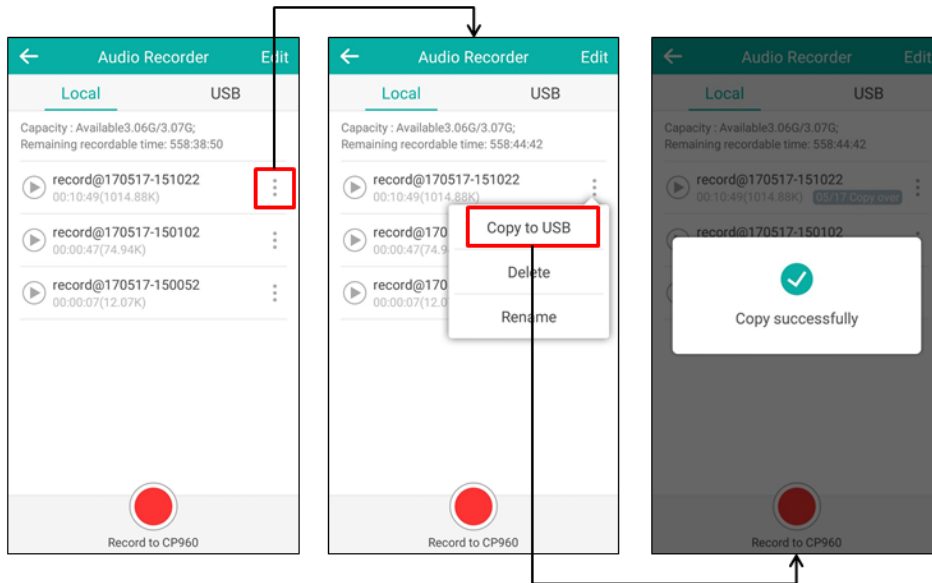 Audio Recorder
Edit
Local
USB
Capacity : Available3.06G/3.07G;
Remaining recordable time: 558:38:50
record@170517-151022
00:10:49(1014.88K)
record@170517-150102
00:00:47(74.94K)
record@170517-150052
00:00:07(12.07K)
Record to CP960
Audio Recorder
Edit
Local
USB
Capacity : Available3.06G/3.07G;
Remaining recordable time: 558:44:42
record@170517-151022
00:10:49(1014.88K)
Copy to USB
record@170
00:00:47(74.9
Delete
record@170
00:00:07(12.0
Rename
Record to CP960
Audio Recorder
Edit
Local
USB
Capacity : Available3.06G/3.07G;
Remaining recordable time: 558:44:42
record@170517-151022
00:10:49(1014.88K) 05/17 Copy over
record@170517-150102
Copy successfully
Record to CP960